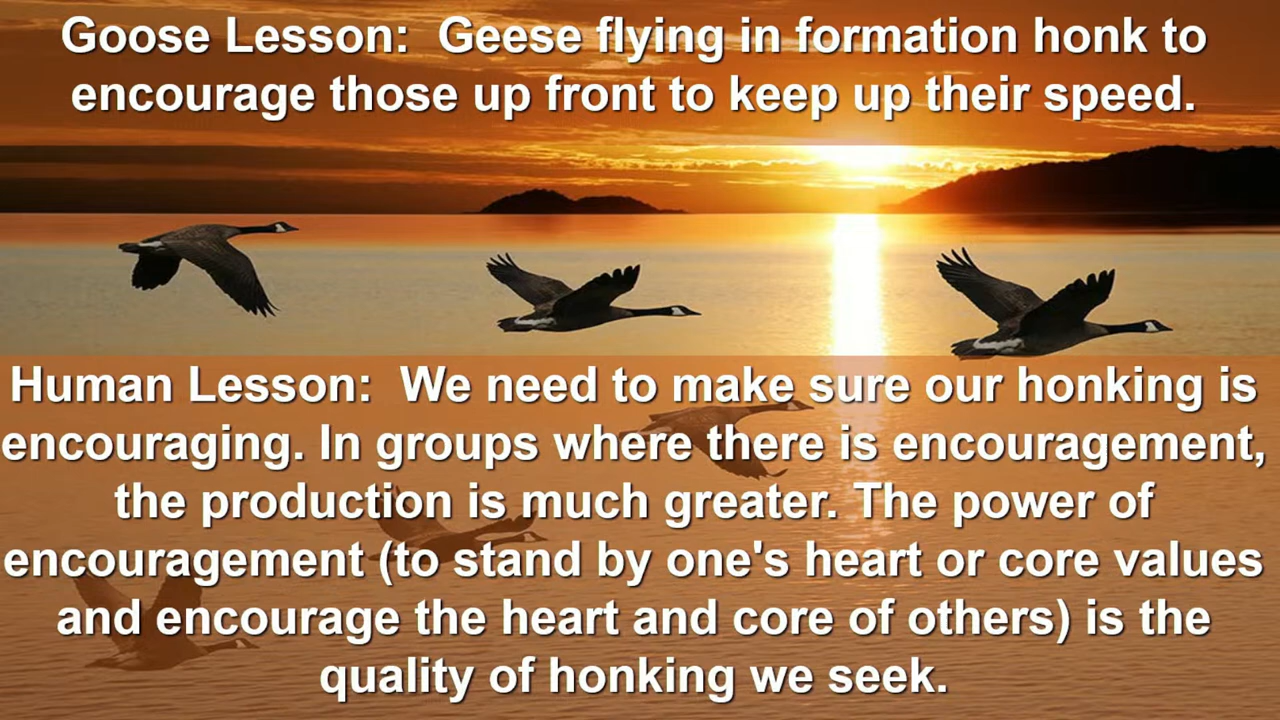 Goose Lesson:  Geese flying in formation honk to
encourage those up front to keep up their speed.
Human Lesson:  We need to make sure our honking is
encouraging. In groups where there is encouragement,
the production is much greater. The power of
encouragement (to stand by one's heart or core values
and encourage the heart and core of others) is the
quality of honking we seek.